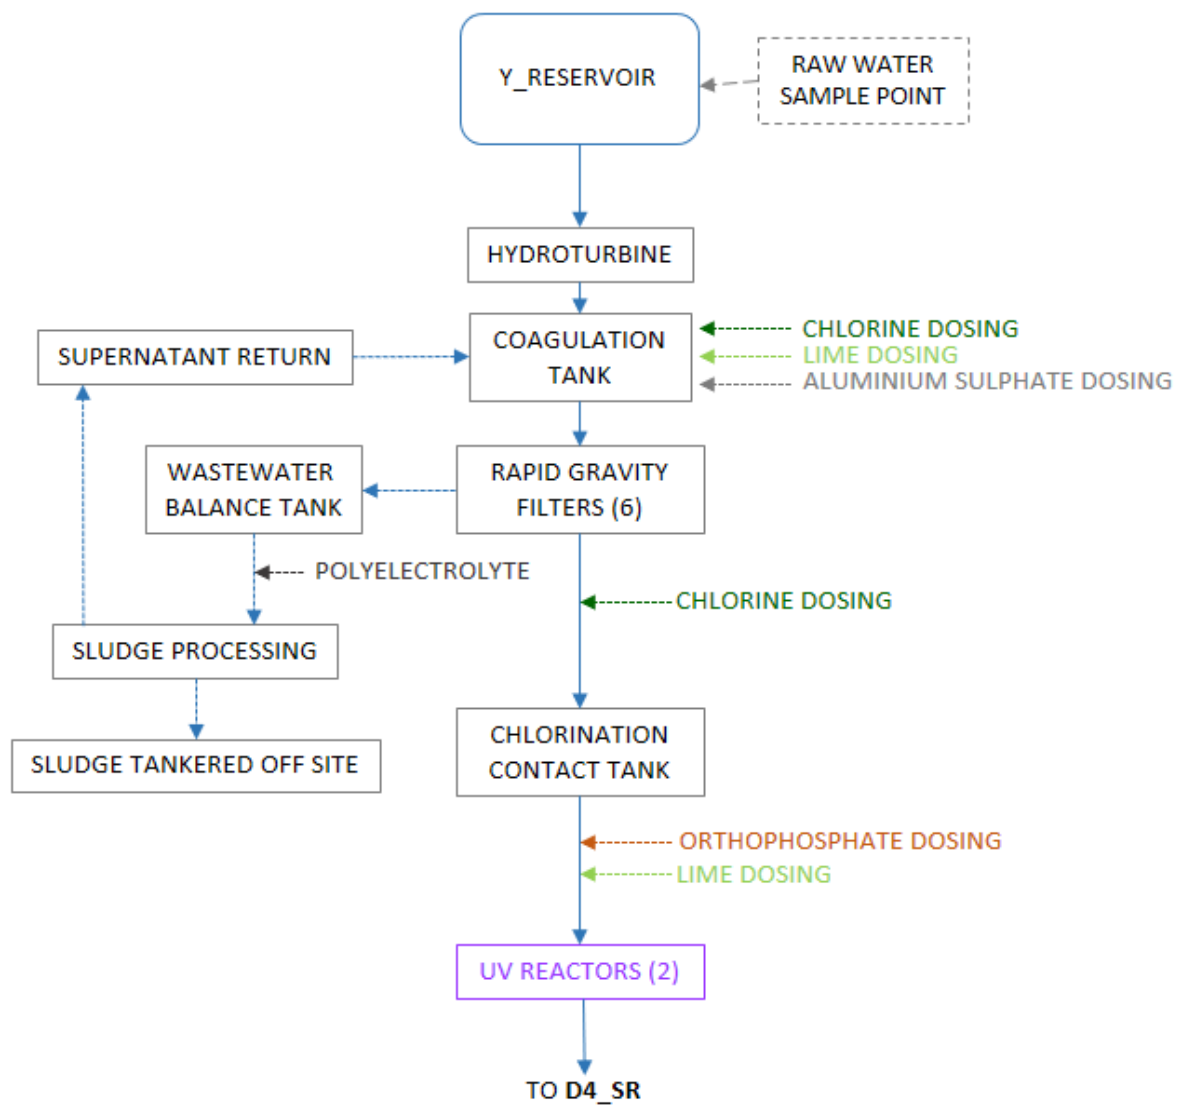 Y_RESERVOIR
RAW WATER
SAMPLE POINT
HYDROTURBINE
COAGULATION
TANK
CHLORINE DOSING
LIME DOSING
ALUMINIUM SULPHATE DOSING
SUPERNATANT RETURN
WASTEWATER
BALANCE TANK
RAPID GRAVITY
FILTERS (6)
POLYELECTROLYTE
CHLORINE DOSING
SLUDGE PROCESSING
SLUDGE TANKERED OFF SITE
CHLORINATION
CONTACT TANK
ORTHOPHOSPHATE DOSING
LIME DOSING
UV REACTORS (2)
TO D4_SR